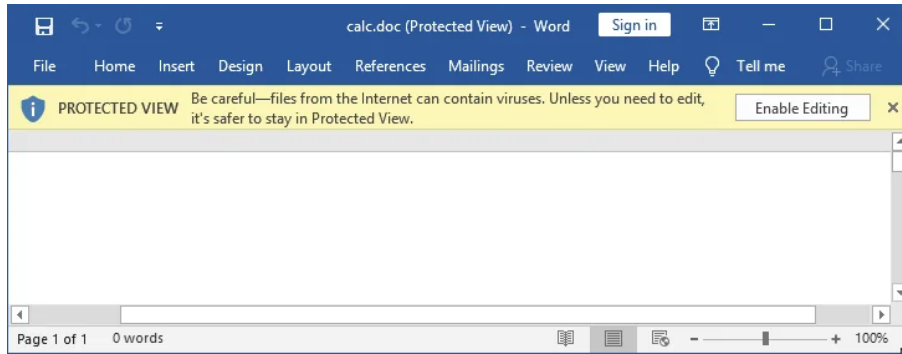 calc.doc (Protected View) - Word Sign in
File Home Insert Design Layout References Mailings Review View Help Tell me Share
PROTECTED VIEW Be careful—files from the Internet can contain viruses. Unless you need to edit,
it's safer to stay in Protected View. Enable Editing
Page 1 of 1 0 words 100%